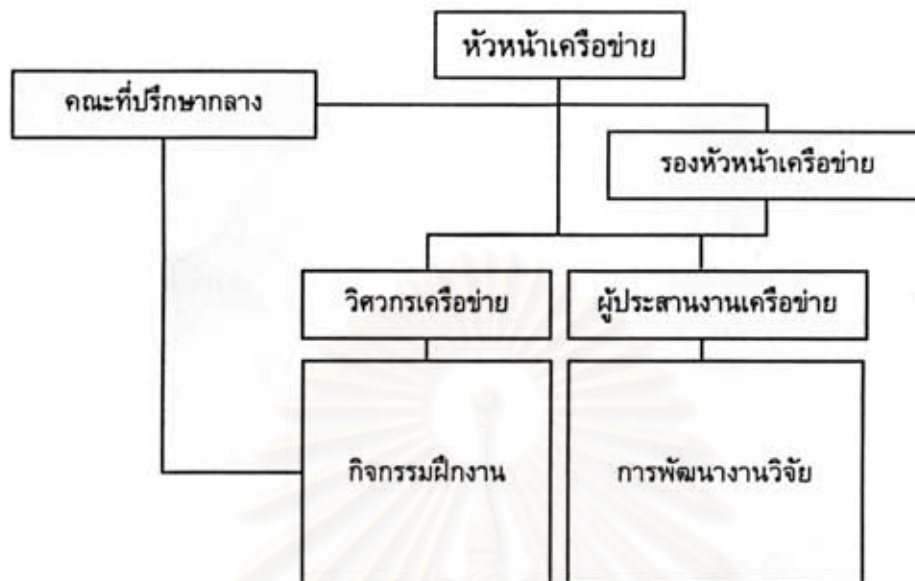 หัวหน้าเครือข่าย
คณะที่ปรึกษากลาง
รองหัวหน้าเครือข่าย
วิศวกรเครือข่าย
ผู้ประสานงานเครือข่าย
กิจกรรมฝึกงาน
การพัฒนางานวิจัย